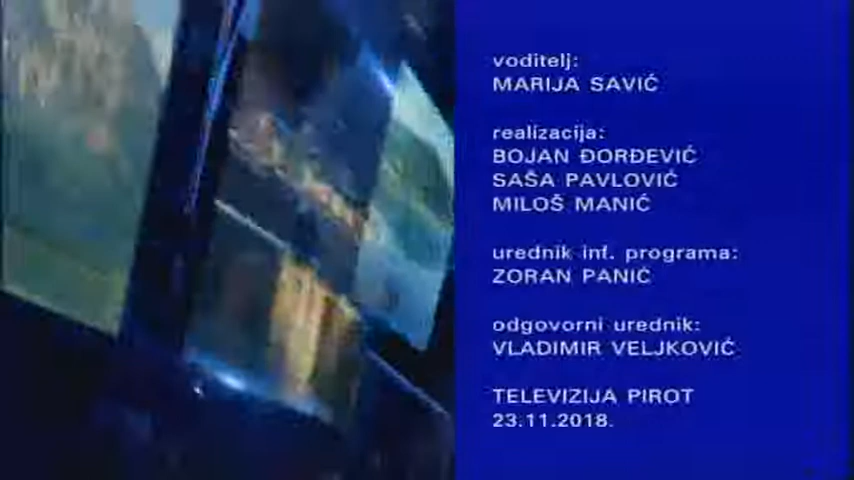 voditelj:
MARIJA SAVIĆ
realizacija:
BOJAN ĐORĐEVIĆ
SAŠA PAVLOVIĆ
MILOŠ MANIĆ
urednik inf. programa:
ZORAN PANIĆ
odgovorni urednik:
VLADIMIR VELJKOVIĆ
TELEVIZIJA PIROT
23.11.2018.